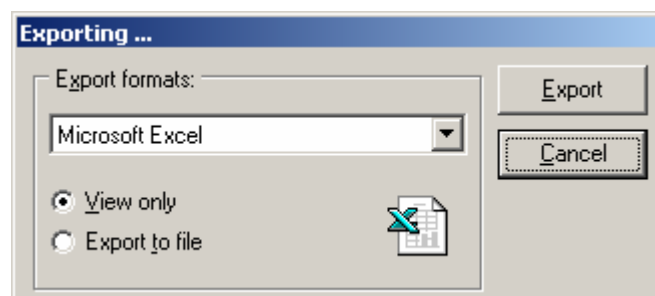 Exporting ...
Export formats:
Export
Microsoft Excel
Cancel
View only
Export to file